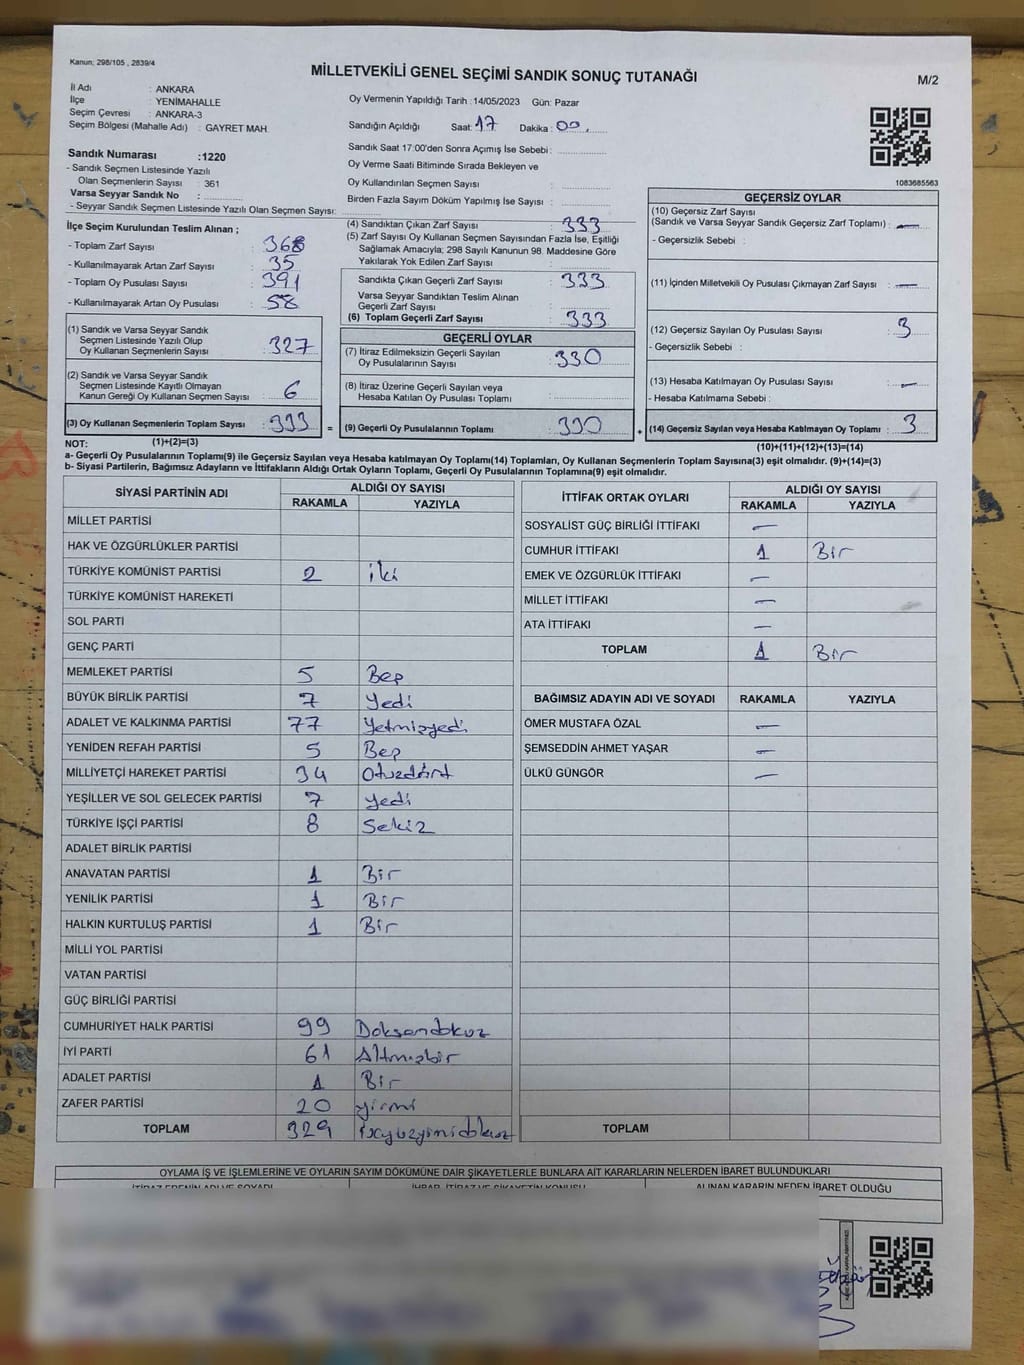 Kanun; 298/105 , 2839/4
MİLLETVEKİLİ GENEL SEÇİMİ SANDIK SONUÇ TUTANAĞI
M/2
İl Adı : ANKARA
İlçe : YENİMAHALLE
Seçim Çevresi : ANKARA-3
Seçim Bölgesi (Mahalle Adı) : GAYRET MAH.
Oy Vermenin Yapıldığı Tarih :14/05/2023 Gün: Pazar
Sandığın Açıldığı Saat: 17 Dakika : 00
Sandık Saat 17:00'den Sonra Açımış İse Sebebi :
Oy Verme Saati Bitiminde Sırada Bekleyen ve
Oy Kullandırılan Seçmen Sayısı :
Birden Fazla Sayım Döküm Yapılmış İse Sayısı :
1083685563
Sandık Numarası :1220
- Sandık Seçmen Listesinde Yazılı
Olan Seçmenlerin Sayısı : 361
Varsa Seyyar Sandık No :
- Seyyar Sandık Seçmen Listesinde Yazılı Olan Seçmen Sayısı:
İlçe Seçim Kurulundan Teslim Alınan ;
- Toplam Zarf Sayısı : 368
- Kullanılmayarak Artan Zarf Sayısı : 35
- Toplam Oy Pusulası Sayısı : 391
- Kullanılmayarak Artan Oy Pusulası : 58
(1) Sandık ve Varsa Seyyar Sandık
Seçmen Listesinde Yazılı Olup
Oy Kullanan Seçmenlerin Sayısı : 327
(2) Sandık ve Varsa Seyyar Sandık
Seçmen Listesinde Kayıtlı Olmayan
Kanun Gereği Oy Kullanan Seçmen Sayısı : 6
(3) Oy Kullanan Seçmenlerin Toplam Sayısı : 333 =
(4) Sandıktan Çıkan Zarf Sayısı : 333
(5) Zarf Sayısı Oy Kullanan Seçmen Sayısından Fazla İse, Eşitliği
Sağlamak Amacıyla; 298 Sayılı Kanunun 98. Maddesine Göre
Yakılarak Yok Edilen Zarf Sayısı :
Sandıkta Çıkan Geçerli Zarf Sayısı : 333
Varsa Seyyar Sandıktan Teslim Alınan
Geçerli Zarf Sayısı :
(6) Toplam Geçerli Zarf Sayısı : 333
GEÇERLİ OYLAR
(7) İtiraz Edilmeksizin Geçerli Sayılan
Oy Pusulalarının Sayısı : 330
(8) İtiraz Üzerine Geçerli Sayılan veya
Hesaba Katılan Oy Pusulası Toplamı :
(9) Geçerli Oy Pusulalarının Toplamı : 330 +
GEÇERSİZ OYLAR
(10) Geçersiz Zarf Sayısı
(Sandık ve Varsa Seyyar Sandık Geçersiz Zarf Toplamı) : —
- Geçersizlik Sebebi :
(11) İçinden Milletvekili Oy Pusulası Çıkmayan Zarf Sayısı : —
(12) Geçersiz Sayılan Oy Pusulası Sayısı : 3
- Geçersizlik Sebebi :
(13) Hesaba Katılmayan Oy Pusulası Sayısı : —
- Hesaba Katılmama Sebebi :
(14) Geçersiz Sayılan veya Hesaba Katılmayan Oy Toplamı : 3
NOT: (1)+(2)=(3)
(10)+(11)+(12)+(13)=(14)
a- Geçerli Oy Pusulalarının Toplamı(9) ile Geçersiz Sayılan veya Hesaba katılmayan Oy Toplamı(14) Toplamları, Oy Kullanan Seçmenlerin Toplam Sayısına(3) eşit olmalıdır. (9)+(14)=(3)
b- Siyasi Partilerin, Bağımsız Adayların ve İttifakların Aldığı Ortak Oyların Toplamı, Geçerli Oy Pusulalarının Toplamına(9) eşit olmalıdır.
SİYASİ PARTİNİN ADI
ALDIĞI OY SAYISI
RAKAMLA YAZIYLA
MİLLET PARTİSİ
HAK VE ÖZGÜRLÜKLER PARTİSİ
TÜRKİYE KOMÜNİST PARTİSİ 2 iki
TÜRKİYE KOMÜNİST HAREKETİ
SOL PARTİ
GENÇ PARTİ
MEMLEKET PARTİSİ 5 Beş
BÜYÜK BİRLİK PARTİSİ 7 Yedi
ADALET VE KALKINMA PARTİSİ 77 Yetmişyedi
YENİDEN REFAH PARTİSİ 5 Beş
MİLLİYETÇİ HAREKET PARTİSİ 34 Otuzdört
YEŞİLLER VE SOL GELECEK PARTİSİ 7 Yedi
TÜRKİYE İŞÇİ PARTİSİ 8 Sekiz
ADALET BİRLİK PARTİSİ
ANAVATAN PARTİSİ 1 Bir
YENİLİK PARTİSİ 1 Bir
HALKIN KURTULUŞ PARTİSİ 1 Bir
MİLLİ YOL PARTİSİ
VATAN PARTİSİ
GÜÇ BİRLİĞİ PARTİSİ
CUMHURİYET HALK PARTİSİ 99 Doksandokuz
İYİ PARTİ 61 Altmışbir
ADALET PARTİSİ 1 Bir
ZAFER PARTİSİ 20 yirmi
TOPLAM 329 üçyüzyirmidokuz
İTTİFAK ORTAK OYLARI
ALDIĞI OY SAYISI
RAKAMLA YAZIYLA
SOSYALİST GÜÇ BİRLİĞİ İTTİFAKI —
CUMHUR İTTİFAKI 1 Bir
EMEK VE ÖZGÜRLÜK İTTİFAKI —
MİLLET İTTİFAKI —
ATA İTTİFAKI —
TOPLAM 1 Bir
BAĞIMSIZ ADAYIN ADI VE SOYADI RAKAMLA YAZIYLA
ÖMER MUSTAFA ÖZAL —
ŞEMSEDDİN AHMET YAŞAR —
ÜLKÜ GÜNGÖR —
TOPLAM
OYLAMA İŞ VE İŞLEMLERİNE VE OYLARIN SAYIM DÖKÜMÜNE DAİR ŞİKAYETLERLE BUNLARA AİT KARARLARIN NELERDEN İBARET BULUNDUKLARI
İTİRAZ EDENİN ADI VE SOYADI İHBAR, İTİRAZ VE ŞİKAYETİN KONUSU ALINAN KARARIN NEDEN İBARET OLDUĞU